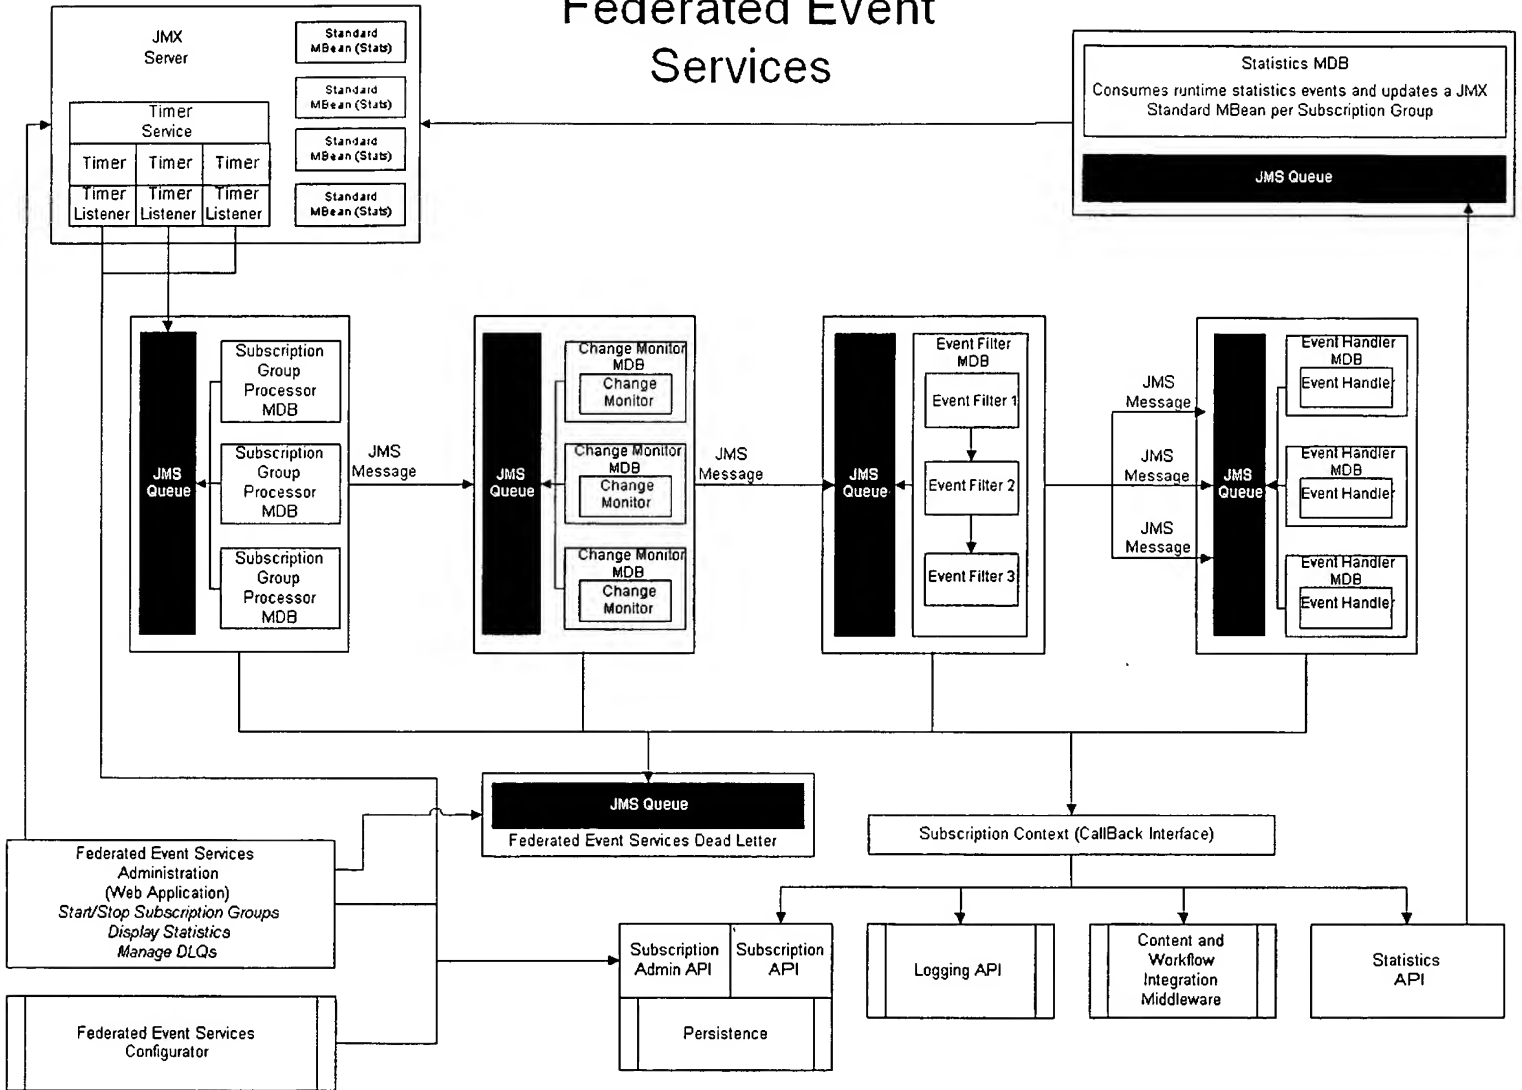 Federated Event
Services
JMX
Server
Standard
MBean (Stats)
Standard
MBean (Stats)
Standard
MBean (Stats)
Standard
MBean (Stats)
Timer
Service
Timer
Timer
Timer
Timer
Listener
Timer
Listener
Timer
Listener
Statistics MDB
Consumes runtime statistics events and updates a JMX
Standard MBean per Subscription Group
JMS Queue
JMS
Queue
Subscription
Group
Processor
MDB
Subscription
Group
Processor
MDB
Subscription
Group
Processor
MDB
JMS
Message
JMS
Queue
Change Monitor
MDB
Change
Monitor
Change Monitor
MDB
Change
Monitor
Change Monitor
MDB
Change
Monitor
JMS
Message
JMS
Queue
Event Filter
MDB
Event Filter 1
Event Filter 2
Event Filter 3
JMS
Message
JMS
Message
JMS
Message
JMS
Queue
Event Handler
MDB
Event Handler
Event Handler
MDB
Event Handler
Event Handler
MDB
Event Handler
JMS Queue
Federated Event Services Dead Letter
Subscription Context (CallBack Interface)
Federated Event Services
Administration
(Web Application)
Start/Stop Subscription Groups
Display Statistics
Manage DLQs
Federated Event Services
Configurator
Subscription
Admin API
Subscription
API
Persistence
Logging API
Content and
Workflow
Integration
Middleware
Statistics
API